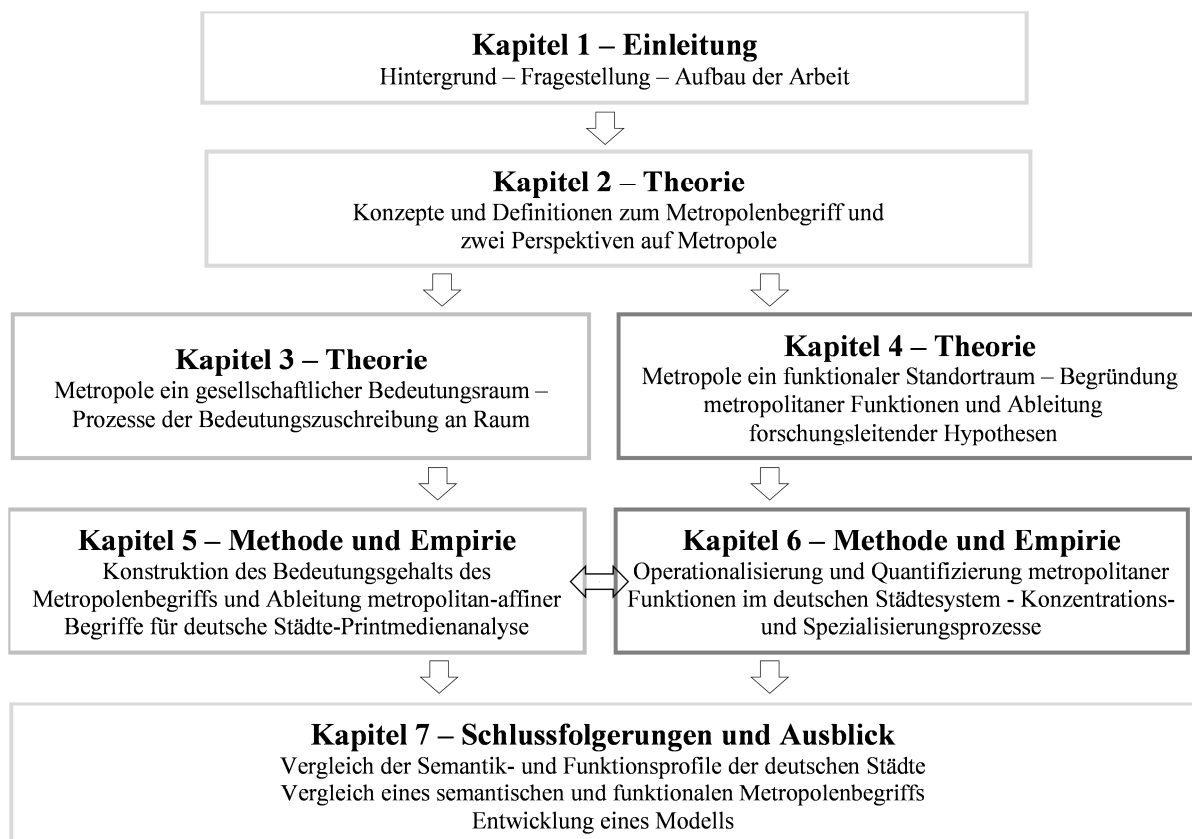 Kapitel 1 – Einleitung
Hintergrund – Fragestellung – Aufbau der Arbeit
Kapitel 2 – Theorie
Konzepte und Definitionen zum Metropolenbegriff und
zwei Perspektiven auf Metropole
Kapitel 3 – Theorie
Metropole ein gesellschaftlicher Bedeutungsraum –
Prozesse der Bedeutungszuschreibung an Raum
Kapitel 4 – Theorie
Metropole ein funktionaler Standortraum – Begründung
metropolitaner Funktionen und Ableitung
forschungsleitender Hypothesen
Kapitel 5 – Methode und Empirie
Konstruktion des Bedeutungsgehalts des
Metropolenbegriffs und Ableitung metropolitan-affiner
Begriffe für deutsche Städte-Printmedienanalyse
Kapitel 6 – Methode und Empirie
Operationalisierung und Quantifizierung metropolitaner
Funktionen im deutschen Städtesystem - Konzentrations-
und Spezialisierungsprozesse
Kapitel 7 – Schlussfolgerungen und Ausblick
Vergleich der Semantik- und Funktionsprofile der deutschen Städte
Vergleich eines semantischen und funktionalen Metropolenbegriffs
Entwicklung eines Modells